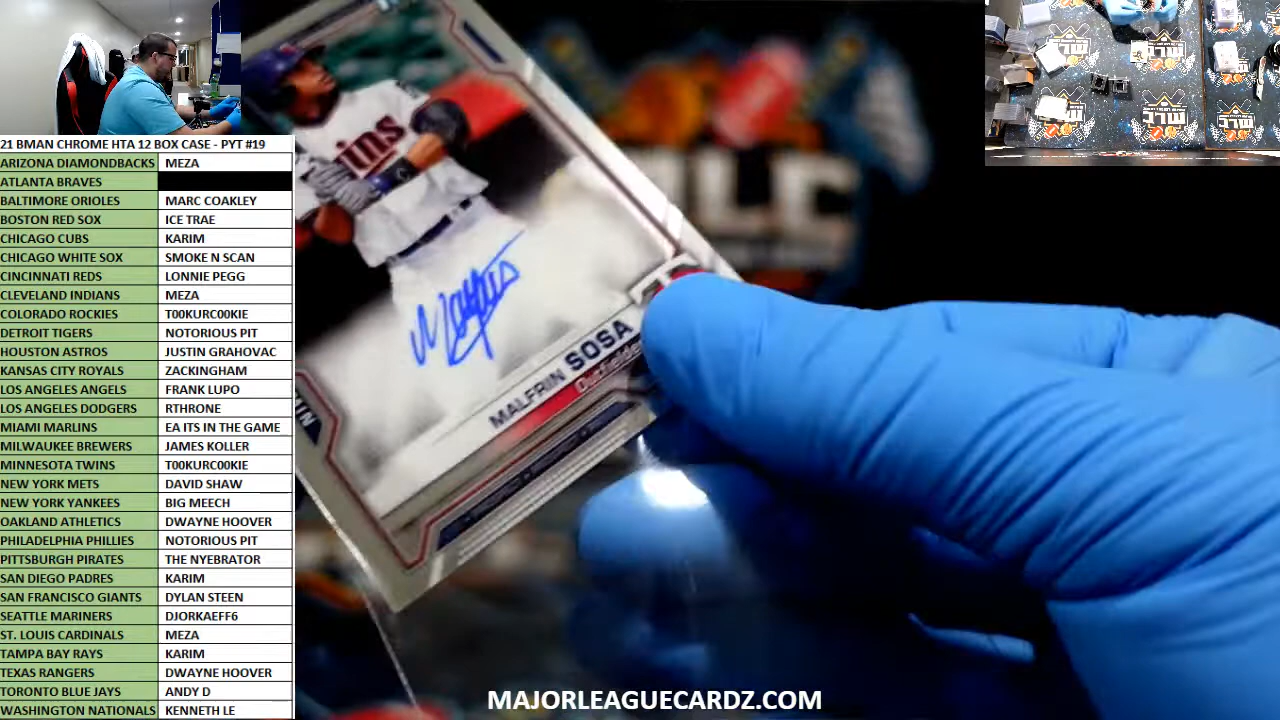 21 BMAN CHROME HTA 12 BOX CASE - PYT #19
ARIZONA DIAMONDBACKS MEZA
ATLANTA BRAVES
BALTIMORE ORIOLES MARC COAKLEY
BOSTON RED SOX ICE TRAE
CHICAGO CUBS KARIM
CHICAGO WHITE SOX SMOKE N SCAN
CINCINNATI REDS LONNIE PEGG
CLEVELAND INDIANS MEZA
COLORADO ROCKIES T00KURC00KIE
DETROIT TIGERS NOTORIOUS PIT
HOUSTON ASTROS JUSTIN GRAHOVAC
KANSAS CITY ROYALS ZACKINGHAM
LOS ANGELES ANGELS FRANK LUPO
LOS ANGELES DODGERS RTHRONE
MIAMI MARLINS EA ITS IN THE GAME
MILWAUKEE BREWERS JAMES KOLLER
MINNESOTA TWINS T00KURC00KIE
NEW YORK METS DAVID SHAW
NEW YORK YANKEES BIG MEECH
OAKLAND ATHLETICS DWAYNE HOOVER
PHILADELPHIA PHILLIES NOTORIOUS PIT
PITTSBURGH PIRATES THE NYEBRATOR
SAN DIEGO PADRES KARIM
SAN FRANCISCO GIANTS DYLAN STEEN
SEATTLE MARINERS DJORKAEFF6
ST. LOUIS CARDINALS MEZA
TAMPA BAY RAYS KARIM
TEXAS RANGERS DWAYNE HOOVER
TORONTO BLUE JAYS ANDY D
WASHINGTON NATIONALS KENNETH LE
MALFRIN SOSA
Outfielder
MLC
MAJORLEAGUECARDZ.COM